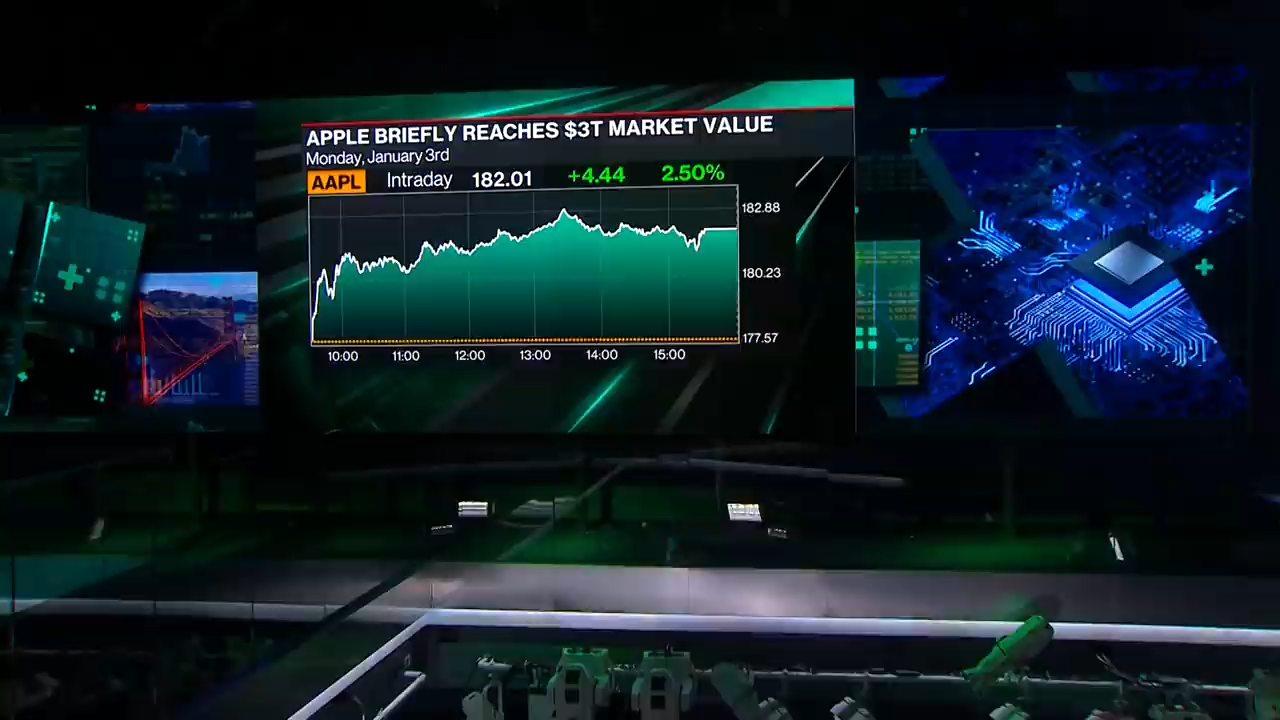 APPLE BRIEFLY REACHES $3T MARKET VALUE
Monday, January 3rd
AAPL Intraday 182.01 +4.44 2.50%
182.88
180.23
177.57
10:00 11:00 12:00 13:00 14:00 15:00